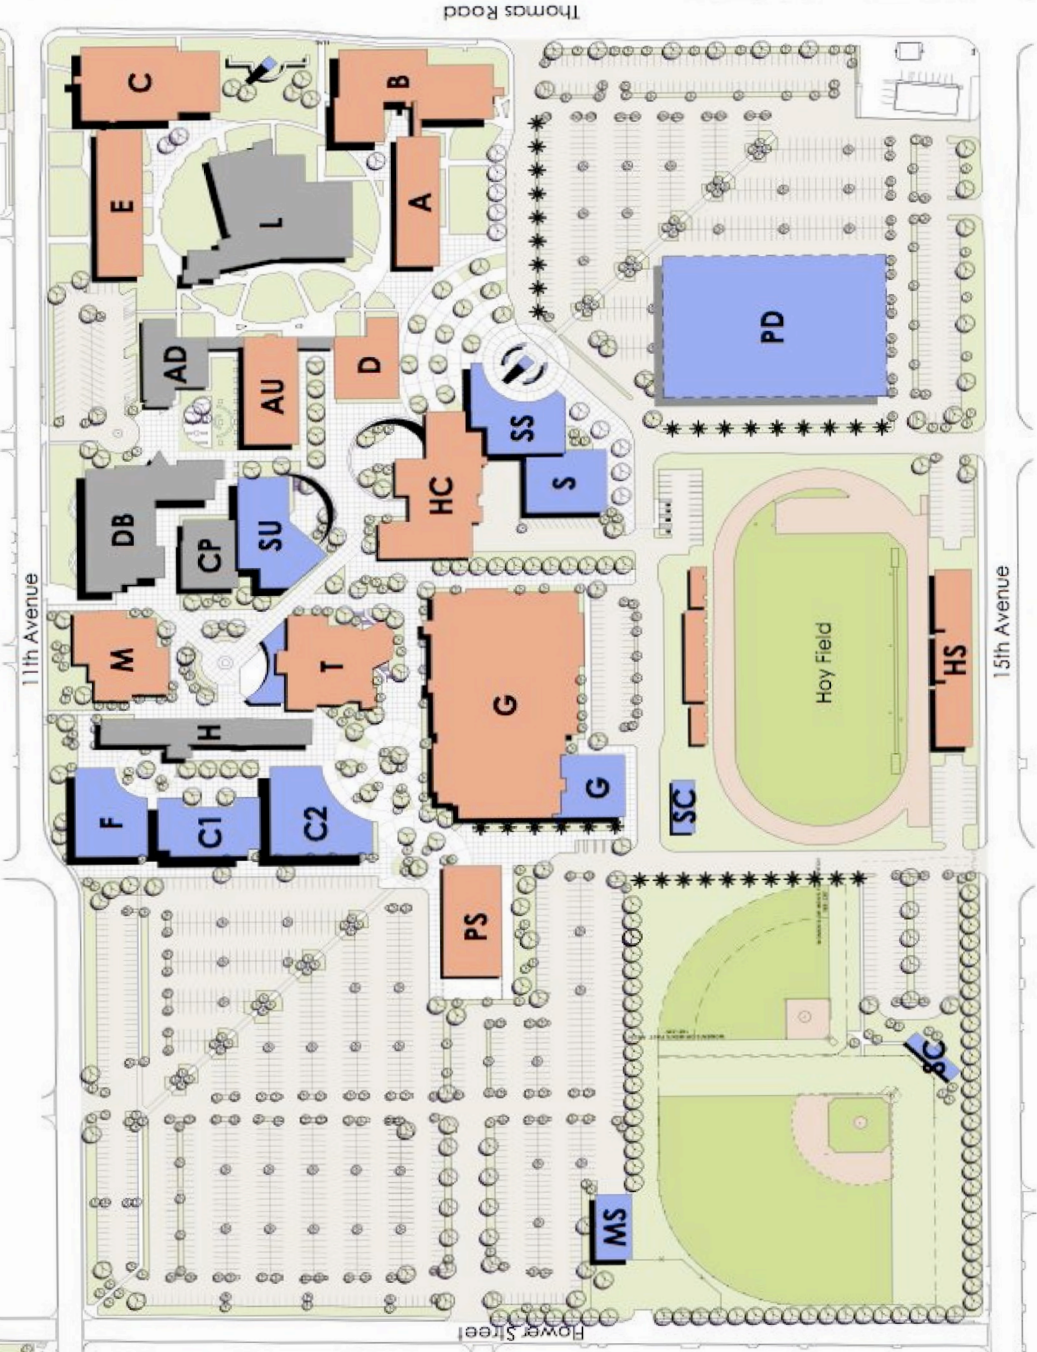 Thomas Road
C
B
E
L
A
AD
AU
D
PD
SS
S
HC
DB
CP
SU
11th Avenue
15th Avenue
M
T
G
Hoy Field
HS
H
F
C1
C2
G
SC
PS
SC
MS
Flower Street